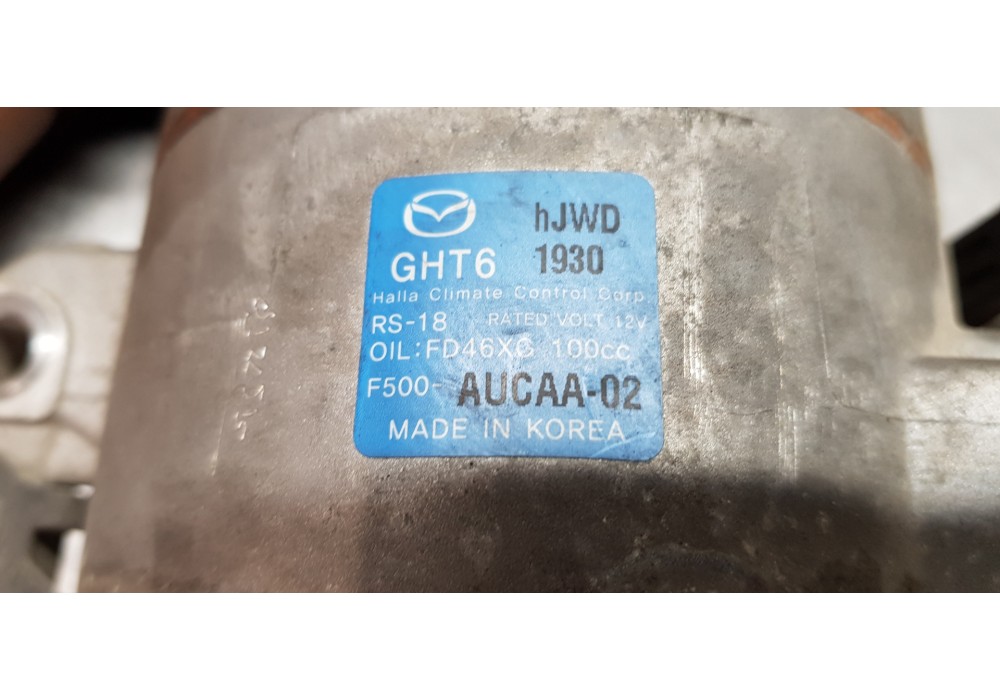 hJWD
GHT6 1930
Halla Climate Control Corp.
RS-18 RATED VOLT 12V
OIL:FD46XG 100cc
F500- AUCAA-02
MADE IN KOREA